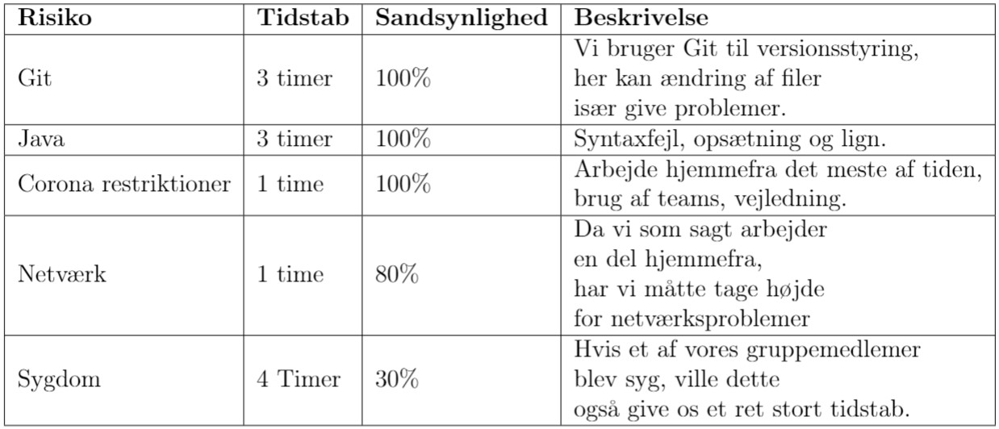 Risiko Tidstab Sandsynlighed Beskrivelse
Git 3 timer 100% Vi bruger Git til versionsstyring,
her kan ændring af filer
især give problemer.
Java 3 timer 100% Syntaxfejl, opsætning og lign.
Corona restriktioner 1 time 100% Arbejde hjemmefra det meste af tiden,
brug af teams, vejledning.
Netværk 1 time 80% Da vi som sagt arbejder
en del hjemmefra,
har vi måtte tage højde
for netværksproblemer
Sygdom 4 Timer 30% Hvis et af vores gruppemedlemer
blev syg, ville dette
også give os et ret stort tidstab.